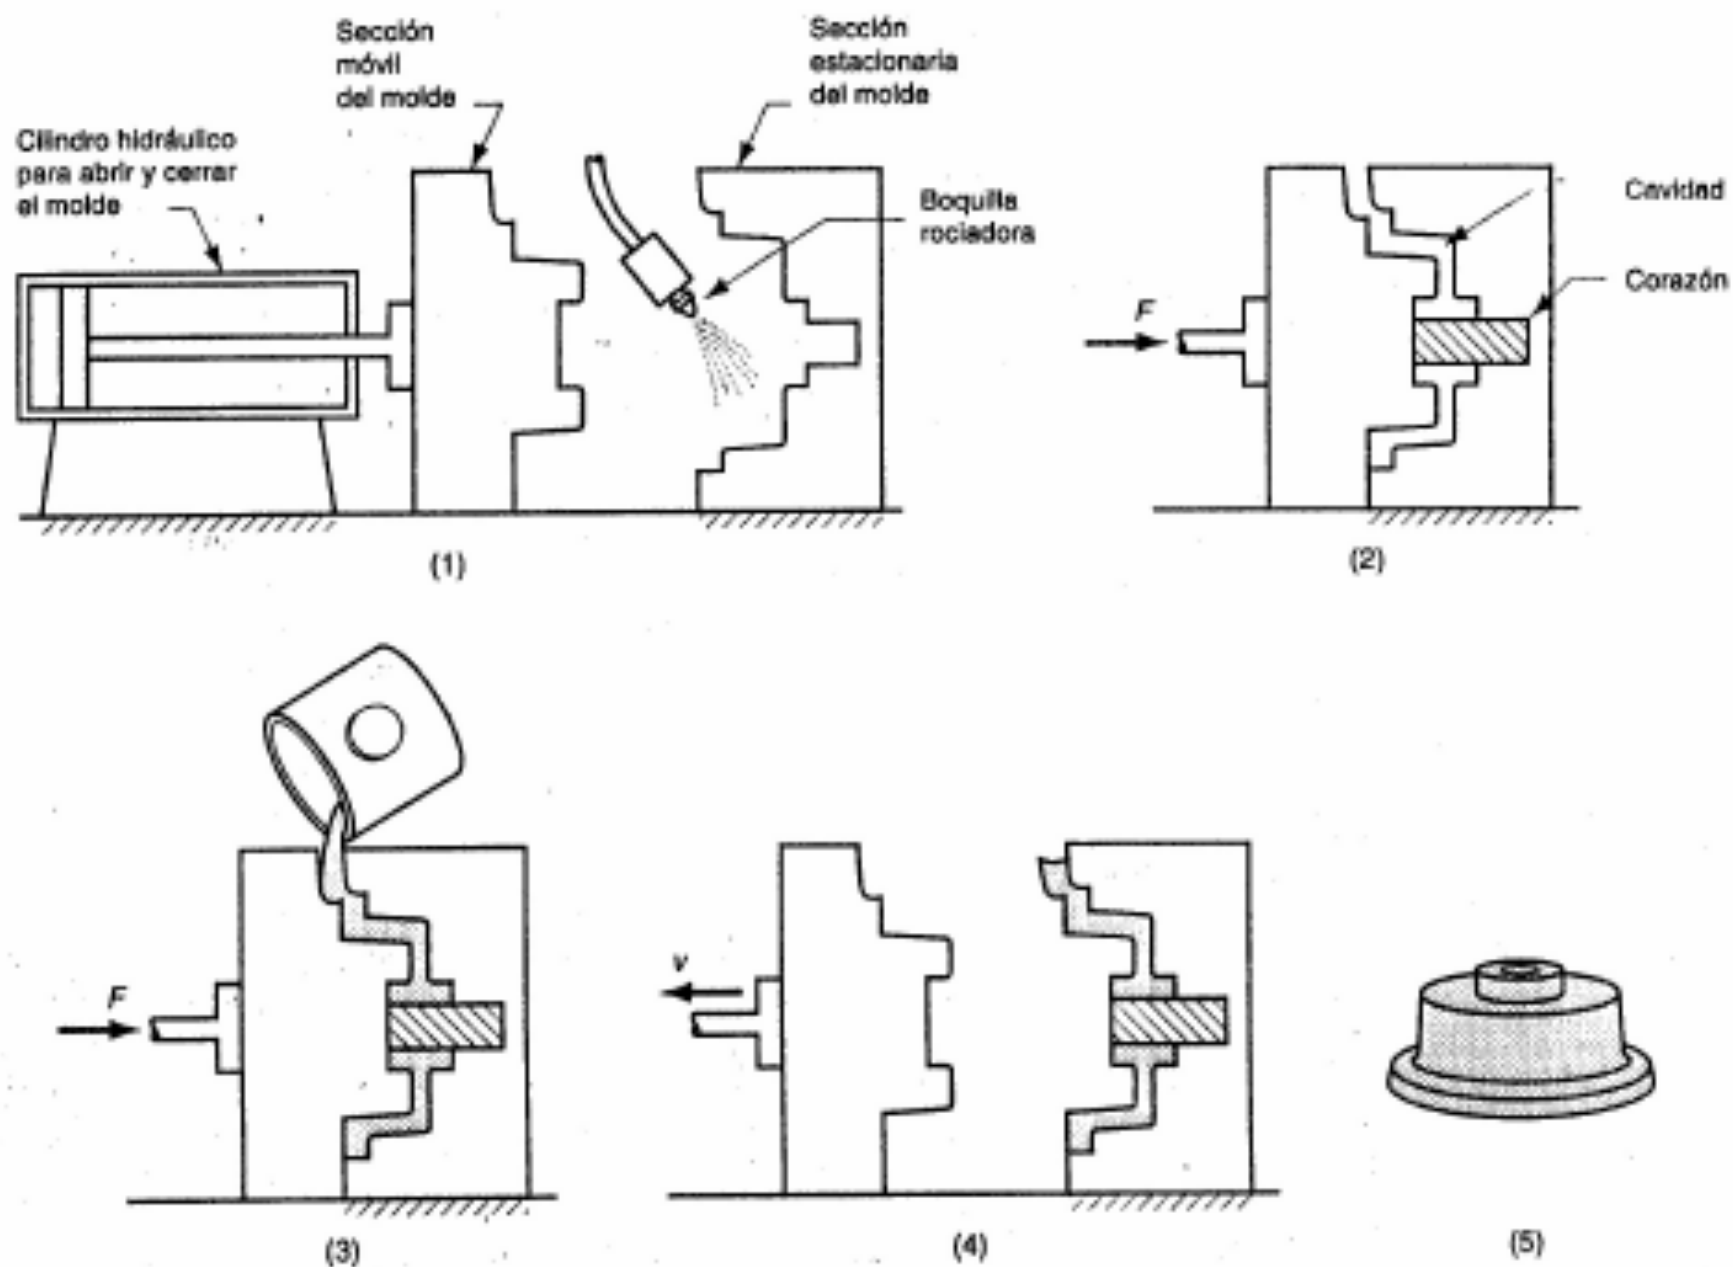 Sección
móvil
del molde
Sección
estacionaria
del molde
Cilindro hidráulico
para abrir y cerrar
el molde
Boquilla
rociadora
(1)
Cavidad
Corazón
F
(2)
F
(3)
v
(4)
(5)